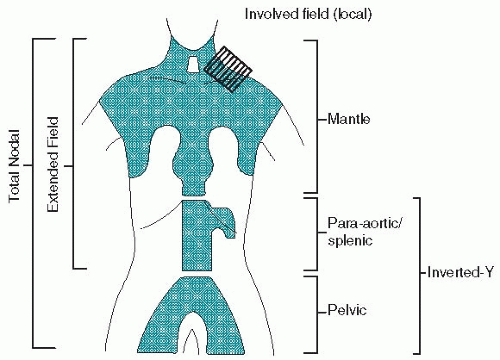 Involved field (local)
Total Nodal
Extended Field
Mantle
Para-aortic/
splenic
Inverted-Y
Pelvic